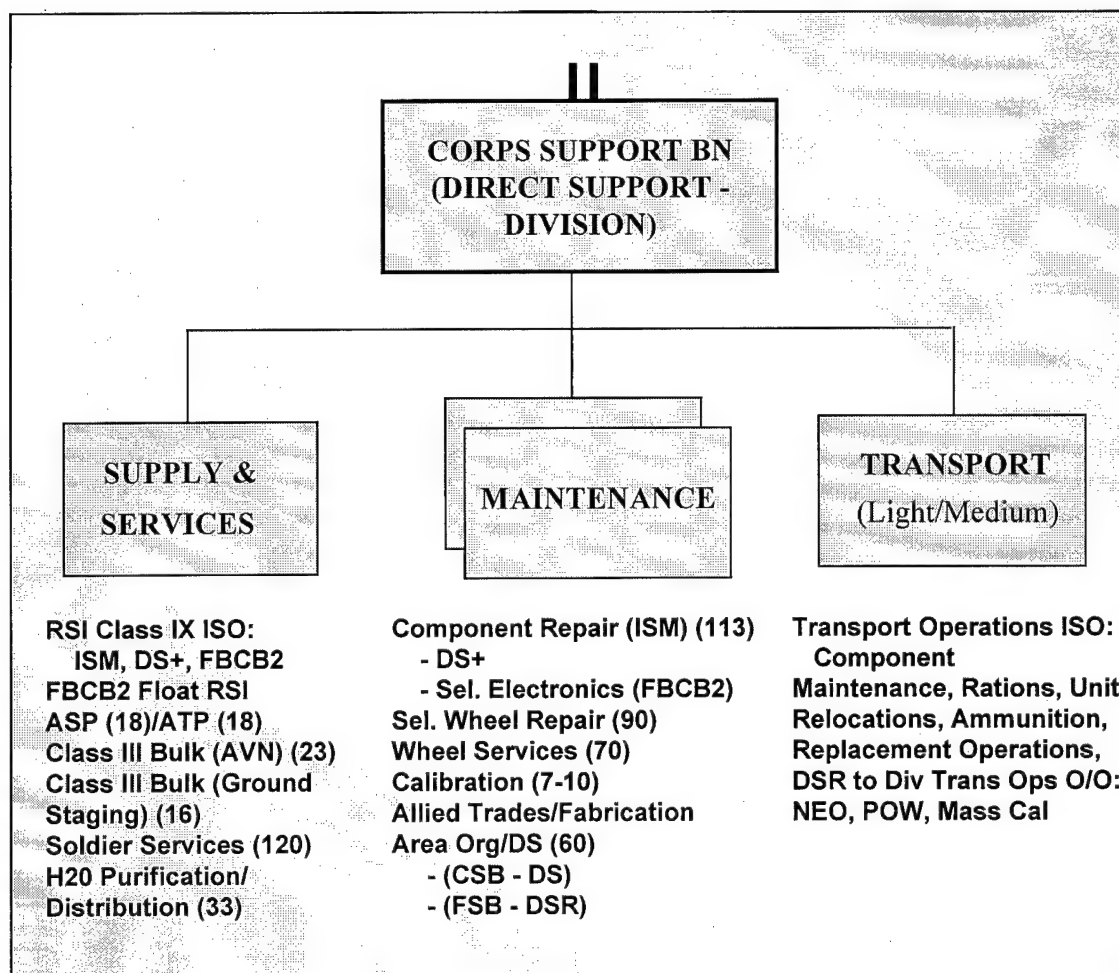 CORPS SUPPORT BN
(DIRECT SUPPORT -
DIVISION)
SUPPLY &
SERVICES
MAINTENANCE
TRANSPORT
(Light/Medium)
RSI Class IX ISO:
ISM, DS+, FBCB2
FBCB2 Float RSI
ASP (18)/ATP (18)
Class III Bulk (AVN) (23)
Class III Bulk (Ground
Staging) (16)
Soldier Services (120)
H20 Purification/
Distribution (33)
Component Repair (ISM) (113)
- DS+
- Sel. Electronics (FBCB2)
Sel. Wheel Repair (90)
Wheel Services (70)
Calibration (7-10)
Allied Trades/Fabrication
Area Org/DS (60)
- (CSB - DS)
- (FSB - DSR)
Transport Operations ISO:
Component
Maintenance, Rations, Unit
Relocations, Ammunition,
Replacement Operations,
DSR to Div Trans Ops O/O:
NEO, POW, Mass Cal